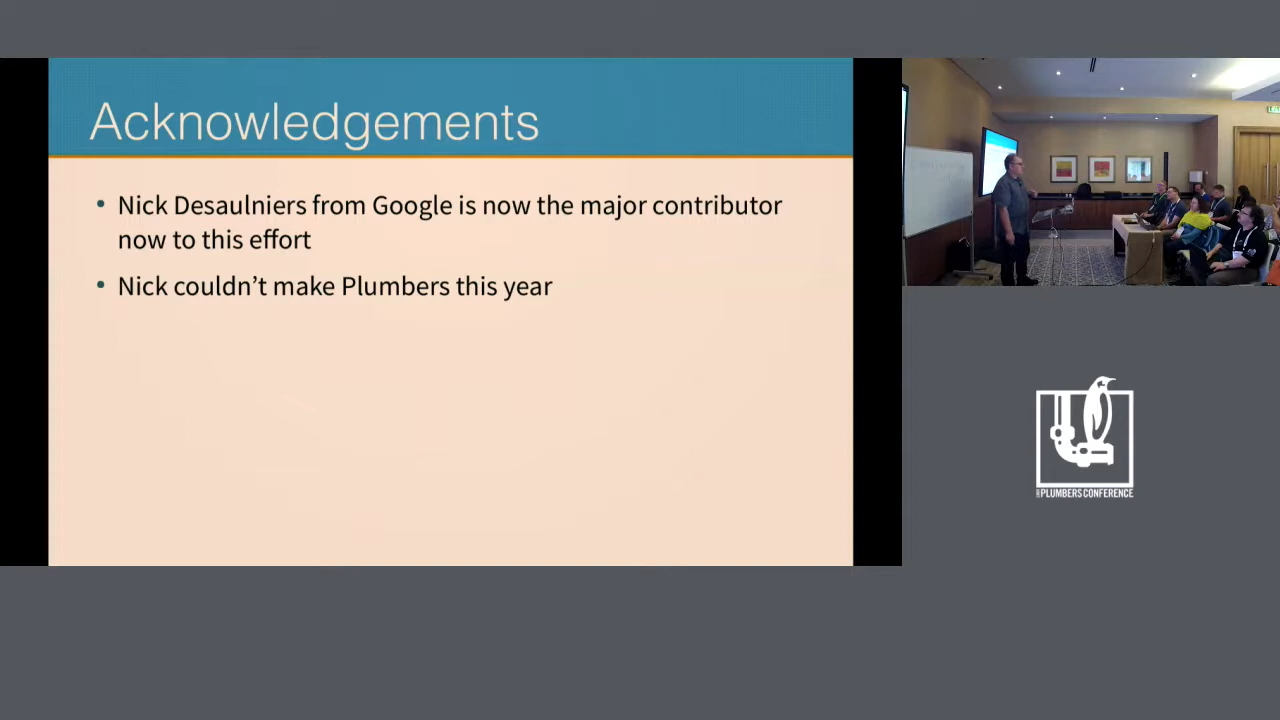 Acknowledgements
• Nick Desaulniers from Google is now the major contributor
now to this effort
• Nick couldn't make Plumbers this year
PLUMBERS CONFERENCE